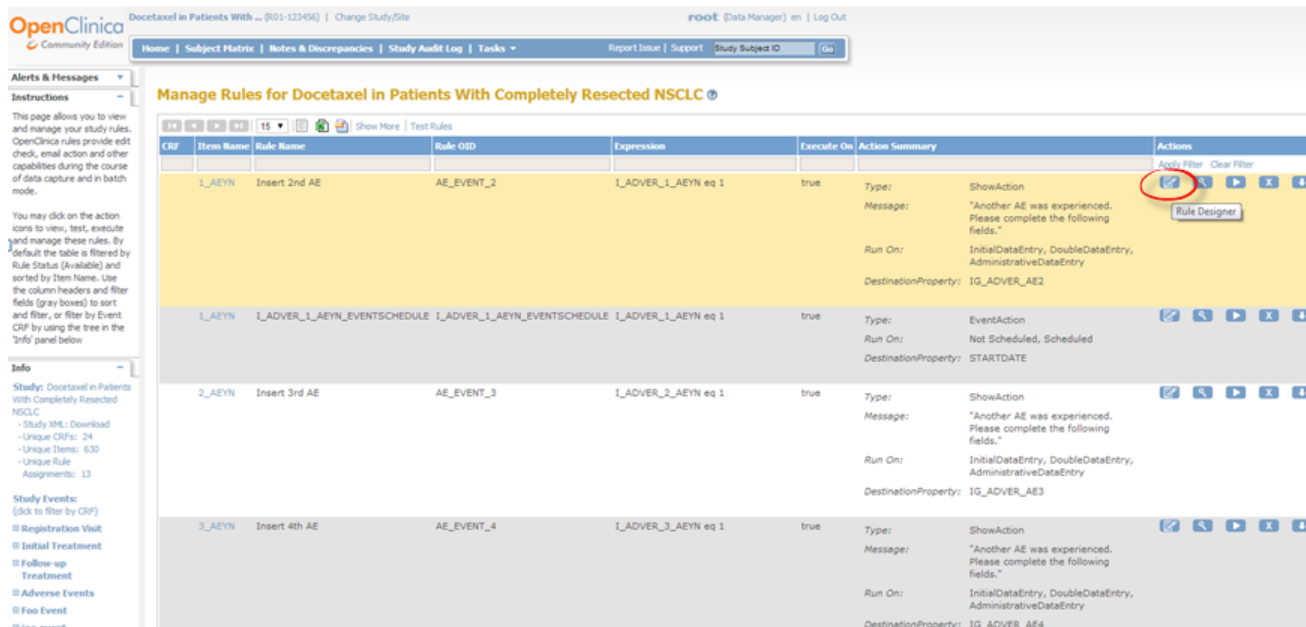 OpenClinica
Community Edition
Docetaxel in Patients With ... (R01-123456) | Change Study/Site
root (Data Manager) en | Log Out
Home | Subject Matrix | Notes & Discrepancies | Study Audit Log | Tasks
Report Issue | Support Study Subject ID Go
Alerts & Messages
Instructions
This page allows you to view
and manage your study rules.
OpenClinica rules provide edit
check, email action and other
capabilities during the course
of data capture and in batch
mode.
You may click on the action
icons to view, test, execute
and manage these rules. By
default the table is filtered by
Rule Status (Available) and
sorted by Item Name. Use
the column headers and filter
fields (gray boxes) to sort
and filter, or filter by Event
CRF by using the tree in the
'Info' panel below
Info
Study: Docetaxel in Patients
With Completely Resected
NSCLC
- Study XML: Download
- Unique CRFs: 24
- Unique Items: 630
- Unique Rule
Assignments: 13
Study Events:
(click to filter by CRF)
Registration Visit
Initial Treatment
Follow-up
Treatment
Adverse Events
Foo Event
Manage Rules for Docetaxel in Patients With Completely Resected NSCLC
15 Show More | Test Rules
CRF Item Name Rule Name Rule OID Expression Execute On Action Summary Actions
Apply Filter Clear Filter
1_AEYN Insert 2nd AE AE_EVENT_2 I_ADVER_1_AEYN eq 1 true Type: ShowAction X
Rule Designer
Message: "Another AE was experienced.
Please complete the following
fields."
Run On: InitialDataEntry, DoubleDataEntry,
AdministrativeDataEntry
DestinationProperty: IG_ADVER_AE2
1_AEYN I_ADVER_1_AEYN_EVENTSCHEDULE I_ADVER_1_AEYN_EVENTSCHEDULE I_ADVER_1_AEYN eq 1 true Type: EventAction X
Run On: Not Scheduled, Scheduled
DestinationProperty: STARTDATE
2_AEYN Insert 3rd AE AE_EVENT_3 I_ADVER_2_AEYN eq 1 true Type: ShowAction X
Message: "Another AE was experienced.
Please complete the following
fields."
Run On: InitialDataEntry, DoubleDataEntry,
AdministrativeDataEntry
DestinationProperty: IG_ADVER_AE3
3_AEYN Insert 4th AE AE_EVENT_4 I_ADVER_3_AEYN eq 1 true Type: ShowAction X
Message: "Another AE was experienced.
Please complete the following
fields."
Run On: InitialDataEntry, DoubleDataEntry,
AdministrativeDataEntry
DestinationProperty: IG_ADVER_AE4